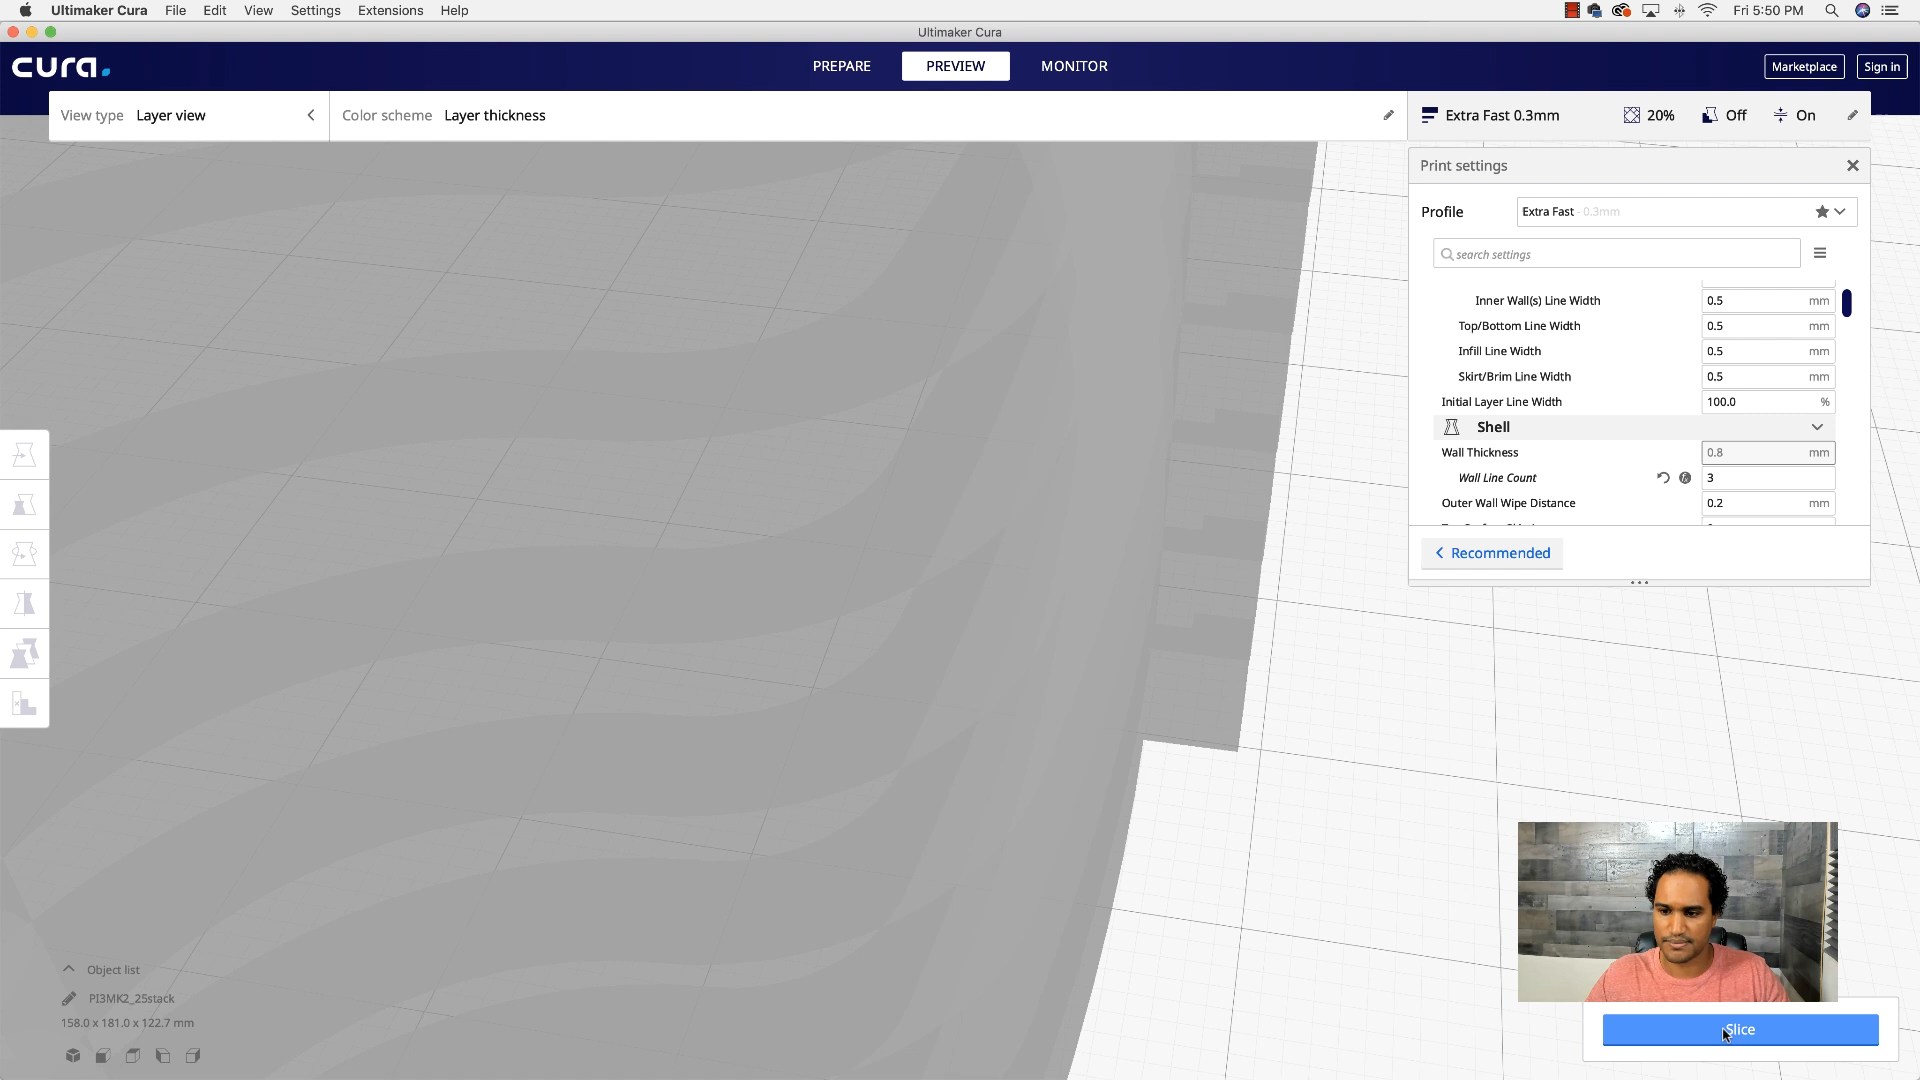 Ultimaker Cura File Edit View Settings Extensions Help Fri 5:50 PM
Ultimaker Cura
cura. PREPARE PREVIEW MONITOR Marketplace Sign in
View type Layer view Color scheme Layer thickness Extra Fast 0.3mm 20% Off On
Print settings
Profile Extra Fast - 0.3mm
search settings
Inner Wall(s) Line Width 0.5 mm
Top/Bottom Line Width 0.5 mm
Infill Line Width 0.5 mm
Skirt/Brim Line Width 0.5 mm
Initial Layer Line Width 100.0 %
Shell
Wall Thickness 0.8 mm
Wall Line Count 3
Outer Wall Wipe Distance 0.2 mm
Recommended
Object list
PI3MK2_25stack
158.0 x 181.0 x 122.7 mm
Slice